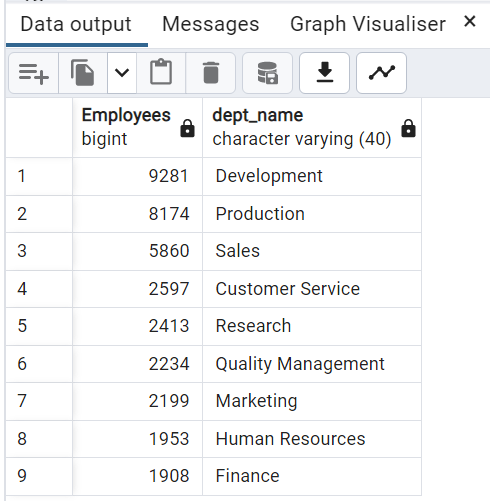 Data output Messages Graph Visualiser ×
Employees dept_name
bigint character varying (40)
1 9281 Development
2 8174 Production
3 5860 Sales
4 2597 Customer Service
5 2413 Research
6 2234 Quality Management
7 2199 Marketing
8 1953 Human Resources
9 1908 Finance